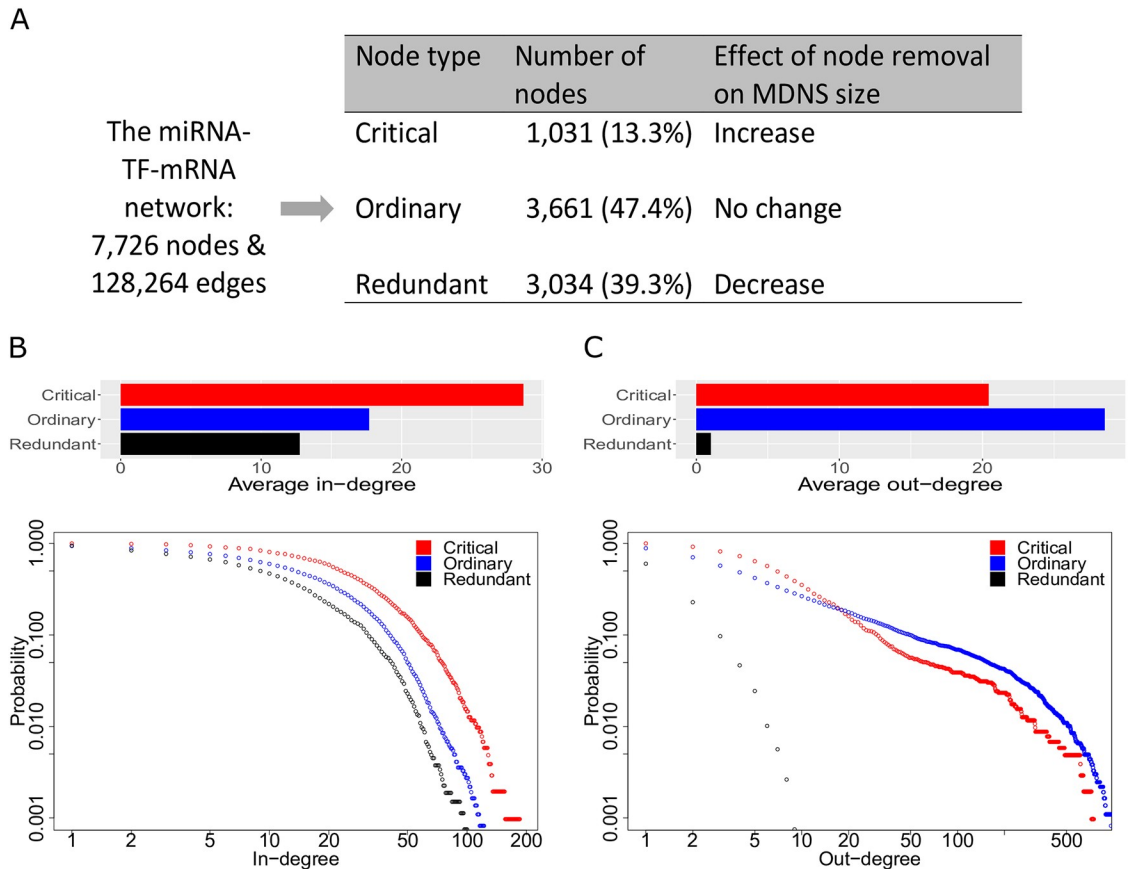 A
Node type Number of nodes Effect of node removal on MDNS size
The miRNA-
TF-mRNA
network:
7,726 nodes &
128,264 edges
Critical 1,031 (13.3%) Increase
Ordinary 3,661 (47.4%) No change
Redundant 3,034 (39.3%) Decrease
B
Critical
Ordinary
Redundant
0 10 20 30
Average in-degree
1.000
0.100
0.010
0.001
Probability
Critical
Ordinary
Redundant
1 2 5 10 20 50 100 200
In-degree
C
Critical
Ordinary
Redundant
0 10 20
Average out-degree
1.000
0.100
0.010
0.001
Probability
Critical
Ordinary
Redundant
1 2 5 10 20 50 100 500
Out-degree